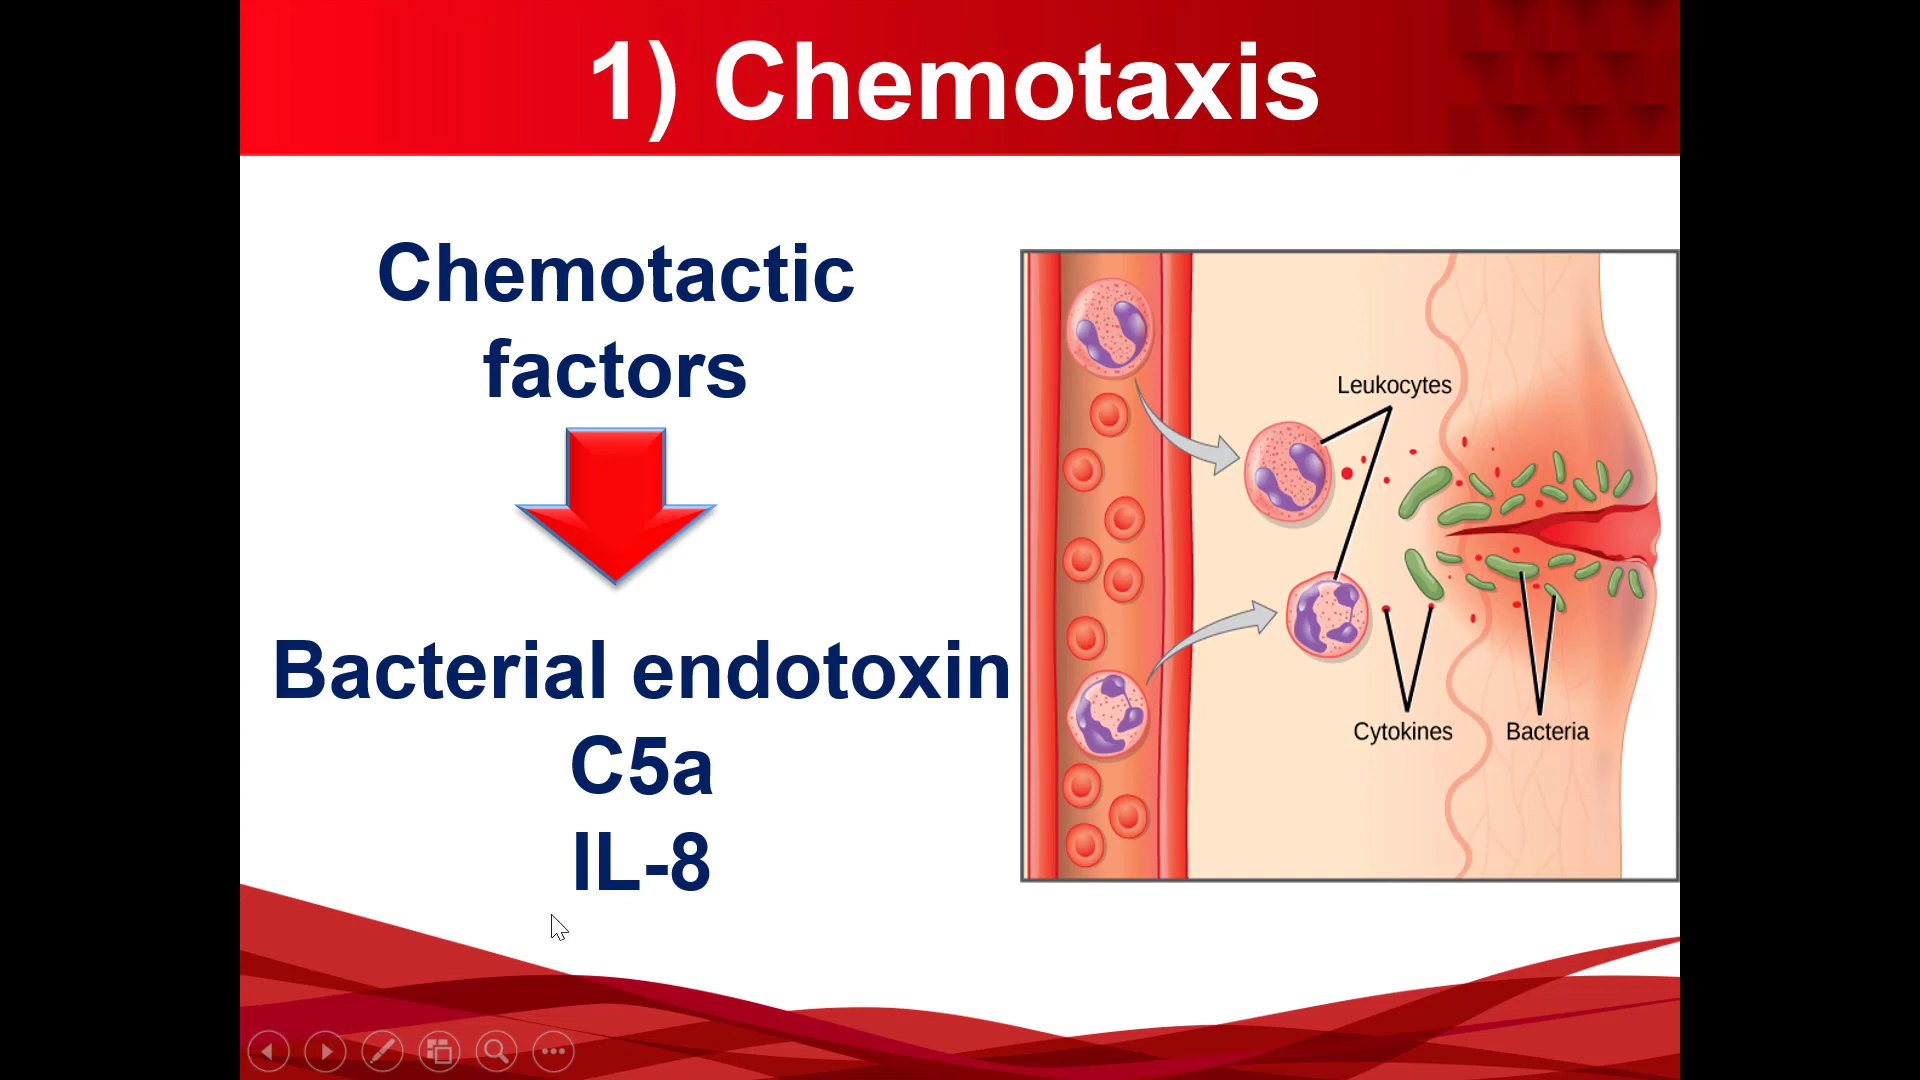 1) Chemotaxis
Chemotactic
factors
Bacterial endotoxin
C5a
IL-8
Leukocytes
Cytokines
Bacteria